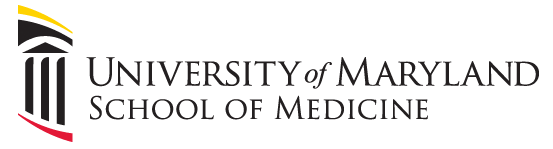 UNIVERSITY of MARYLAND
SCHOOL OF MEDICINE